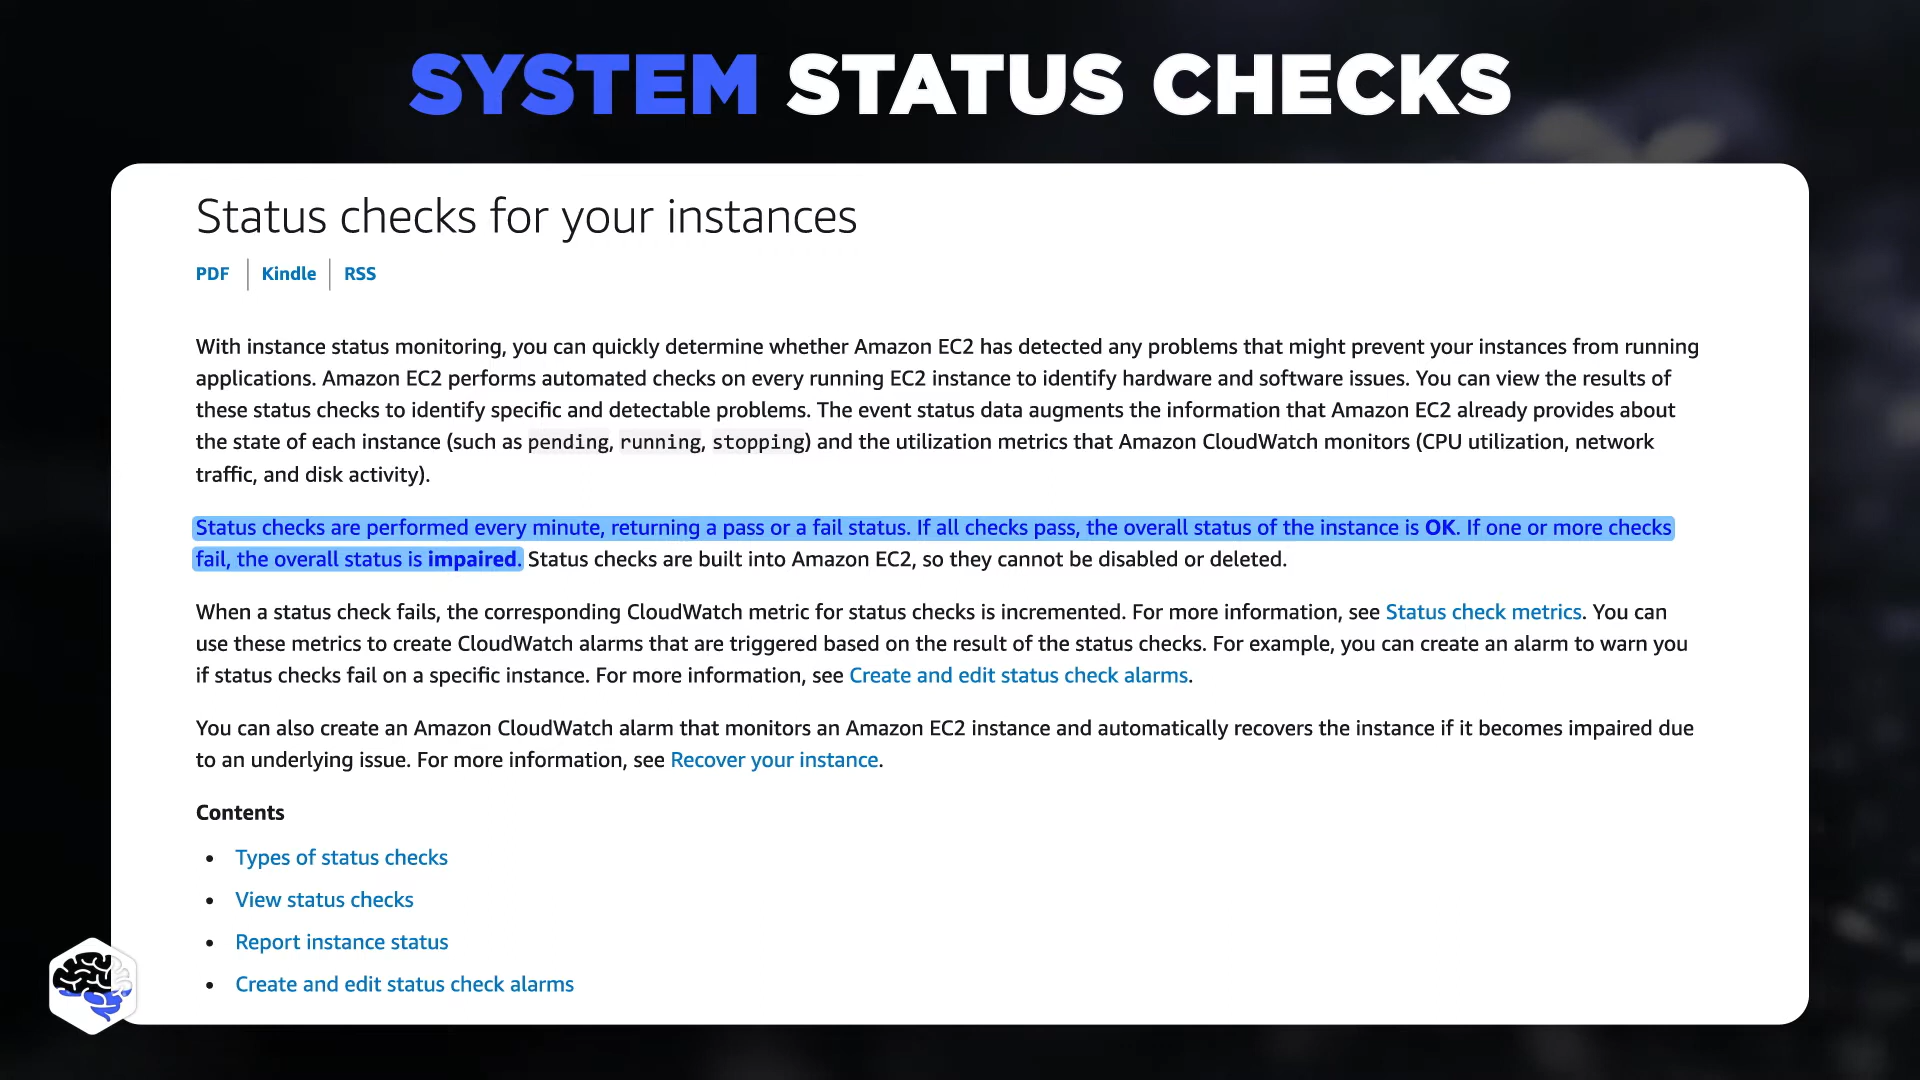 SYSTEM STATUS CHECKS
Status checks for your instances
PDF Kindle RSS
With instance status monitoring, you can quickly determine whether Amazon EC2 has detected any problems that might prevent your instances from running
applications. Amazon EC2 performs automated checks on every running EC2 instance to identify hardware and software issues. You can view the results of
these status checks to identify specific and detectable problems. The event status data augments the information that Amazon EC2 already provides about
the state of each instance (such as pending, running, stopping) and the utilization metrics that Amazon CloudWatch monitors (CPU utilization, network
traffic, and disk activity).
Status checks are performed every minute, returning a pass or a fail status. If all checks pass, the overall status of the instance is OK. If one or more checks
fail, the overall status is impaired. Status checks are built into Amazon EC2, so they cannot be disabled or deleted.
When a status check fails, the corresponding CloudWatch metric for status checks is incremented. For more information, see Status check metrics. You can
use these metrics to create CloudWatch alarms that are triggered based on the result of the status checks. For example, you can create an alarm to warn you
if status checks fail on a specific instance. For more information, see Create and edit status check alarms.
You can also create an Amazon CloudWatch alarm that monitors an Amazon EC2 instance and automatically recovers the instance if it becomes impaired due
to an underlying issue. For more information, see Recover your instance.
Contents
• Types of status checks
• View status checks
• Report instance status
• Create and edit status check alarms